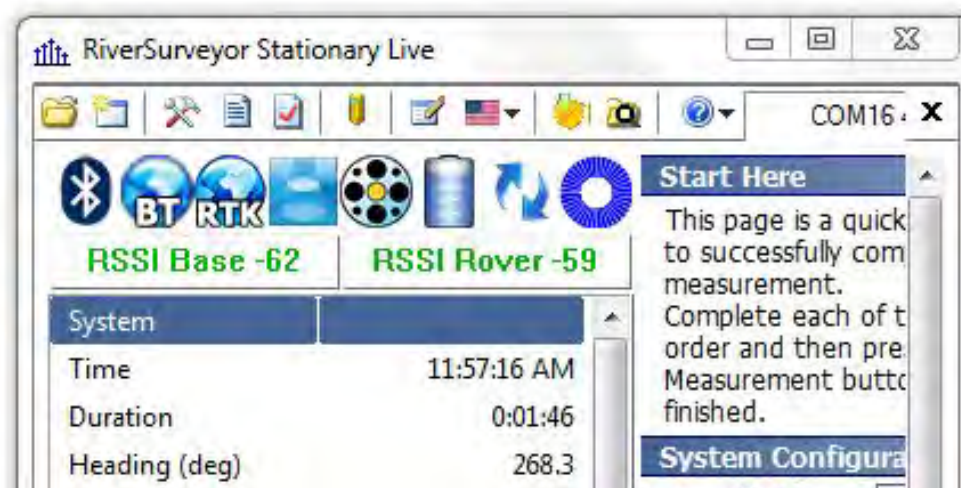 RiverSurveyor Stationary Live
COM16
BT RTK
RSSI Base -62 RSSI Rover -59
System
Time 11:57:16 AM
Duration 0:01:46
Heading (deg) 268.3
Start Here
This page is a quick
to successfully com
measurement.
Complete each of t
order and then pre
Measurement butto
finished.
System Configura